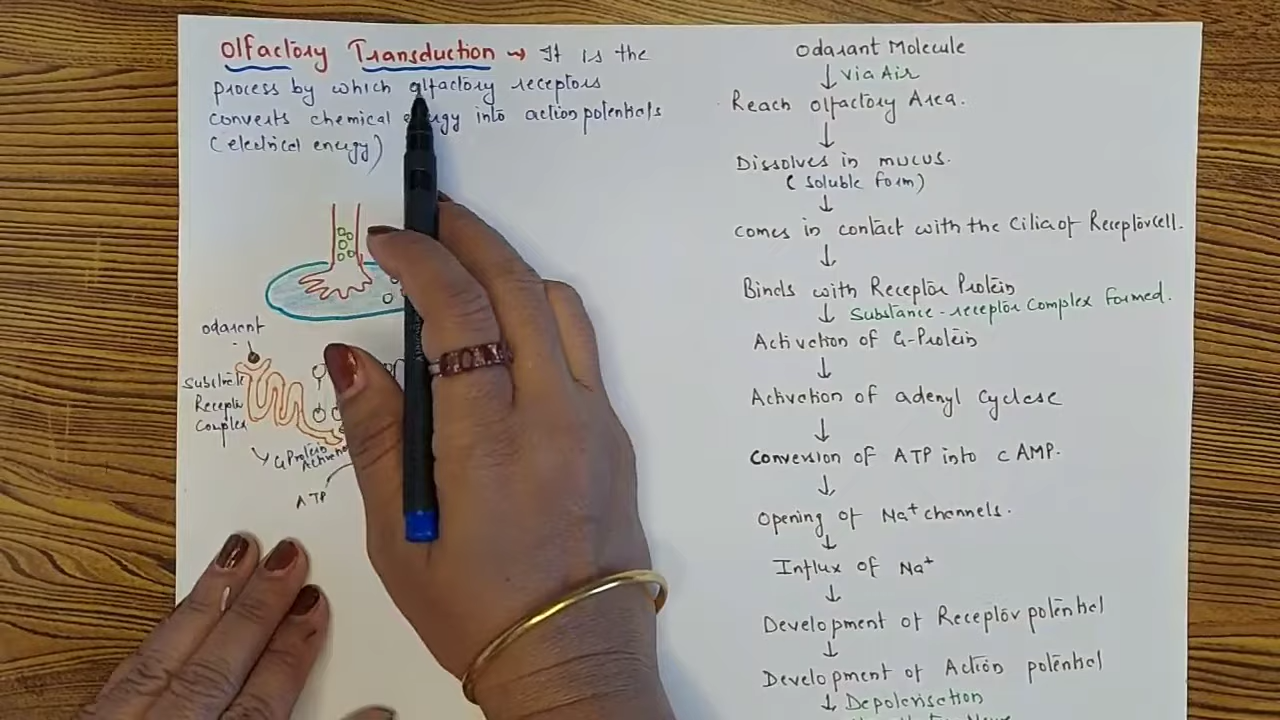 Olfactory Transduction → It is the
process by which olfactory receptors
converts chemical energy into action potentials
(electrical energy)
odarant
Substrate
Receptor
Complex
G Protein
Activation
ATP
Odarant Molecule
↓ via Air
Reach olfactory Area.
↓
Dissolves in mucus.
(soluble form)
↓
comes in contact with the Cilia of Receptor cell.
↓
Binds with Receptor Protein
↓ Substance-receptor Complex formed.
Activation of G-Protein
↓
Activation of adenyl cyclase
↓
Conversion of ATP into cAMP.
↓
Opening of Na+ channels.
↓
Influx of Na+
↓
Development of Receptor potential
↓
Development of Action potential
↓ Depolarisation